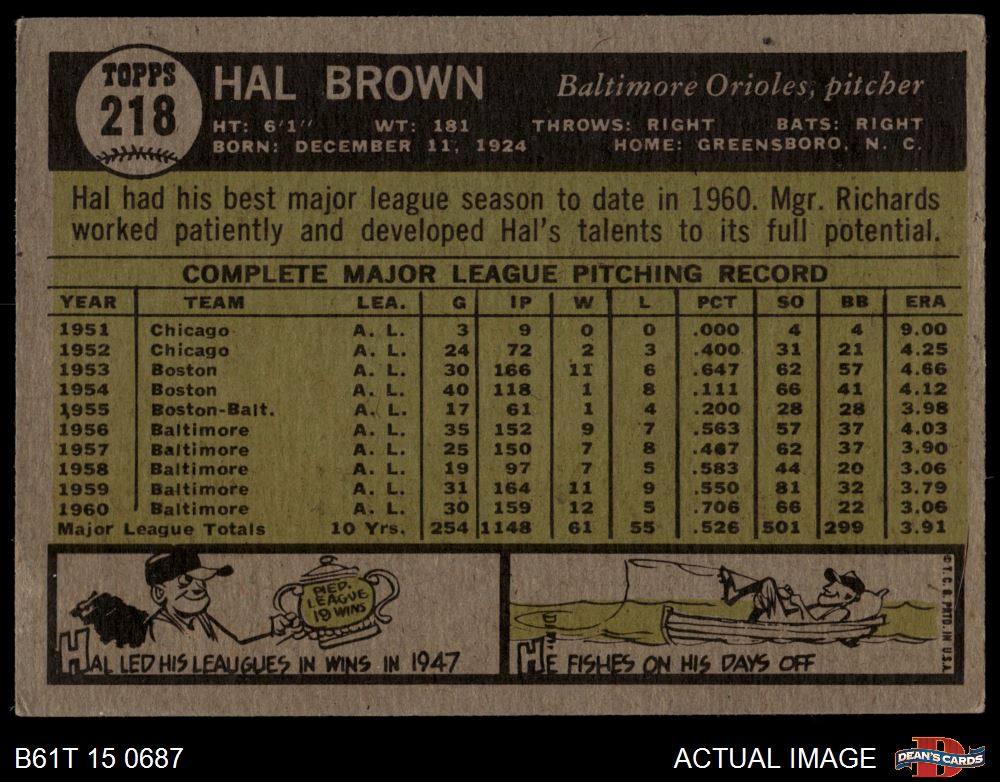 TOPPS
218
HAL BROWN
Baltimore Orioles, pitcher
HT: 6'1" WT: 181 THROWS: RIGHT BATS: RIGHT
BORN: DECEMBER 11, 1924 HOME: GREENSBORO, N. C.
Hal had his best major league season to date in 1960. Mgr. Richards
worked patiently and developed Hal's talents to its full potential.
COMPLETE MAJOR LEAGUE PITCHING RECORD
YEAR TEAM LEA. G IP W L PCT SO BB ERA
1951 Chicago A. L. 3 9 0 0 .000 4 4 9.00
1952 Chicago A. L. 24 72 2 3 .400 31 21 4.25
1953 Boston A. L. 30 166 11 6 .647 62 57 4.66
1954 Boston A. L. 40 118 1 8 .111 66 41 4.12
1955 Boston-Balt. A. L. 17 61 1 4 .200 28 28 3.98
1956 Baltimore A. L. 35 152 9 7 .563 57 37 4.03
1957 Baltimore A. L. 25 150 7 8 .467 62 37 3.90
1958 Baltimore A. L. 19 97 7 5 .583 44 20 3.06
1959 Baltimore A. L. 31 164 11 9 .550 81 32 3.79
1960 Baltimore A. L. 30 159 12 5 .706 66 22 3.06
Major League Totals 10 Yrs. 254 1148 61 55 .526 501 299 3.91
PIED.
LEAGUE
19 WINS
HAL LED HIS LEAUGUES IN WINS IN 1947
HE FISHES ON HIS DAYS OFF
© T. C. G. PRTD. IN U.S.A.
B61T 15 0687
ACTUAL IMAGE
D
DEAN'S CARDS